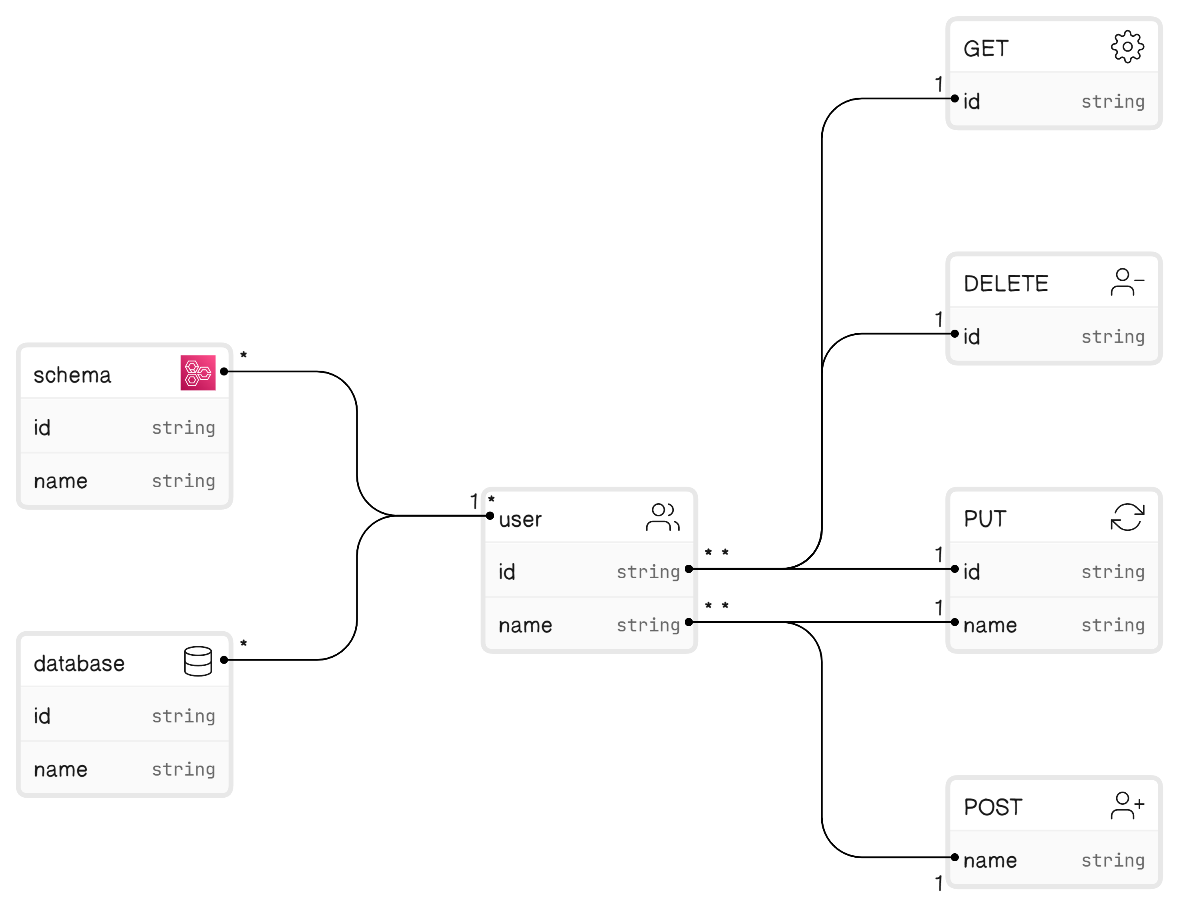 GET
1
id string
DELETE
1
id string
schema
*
id string
name string
1 *
user
id string
* *
name string
* *
PUT
1
id string
1
name string
database
*
id string
name string
POST
name string
1